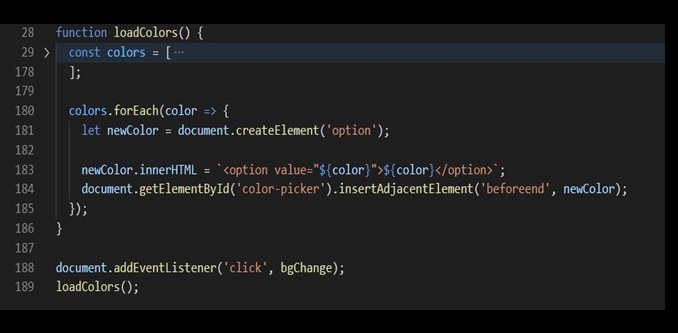 28 function loadColors() {
29 > const colors = [ ···
178 ];
179
180 colors.forEach(color => {
181 let newColor = document.createElement('option');
182
183 newColor.innerHTML = `<option value="${color}">${color}</option>`;
184 document.getElementById('color-picker').insertAdjacentElement('beforeend', newColor);
185 });
186 }
187
188 document.addEventListener('click', bgChange);
189 loadColors();